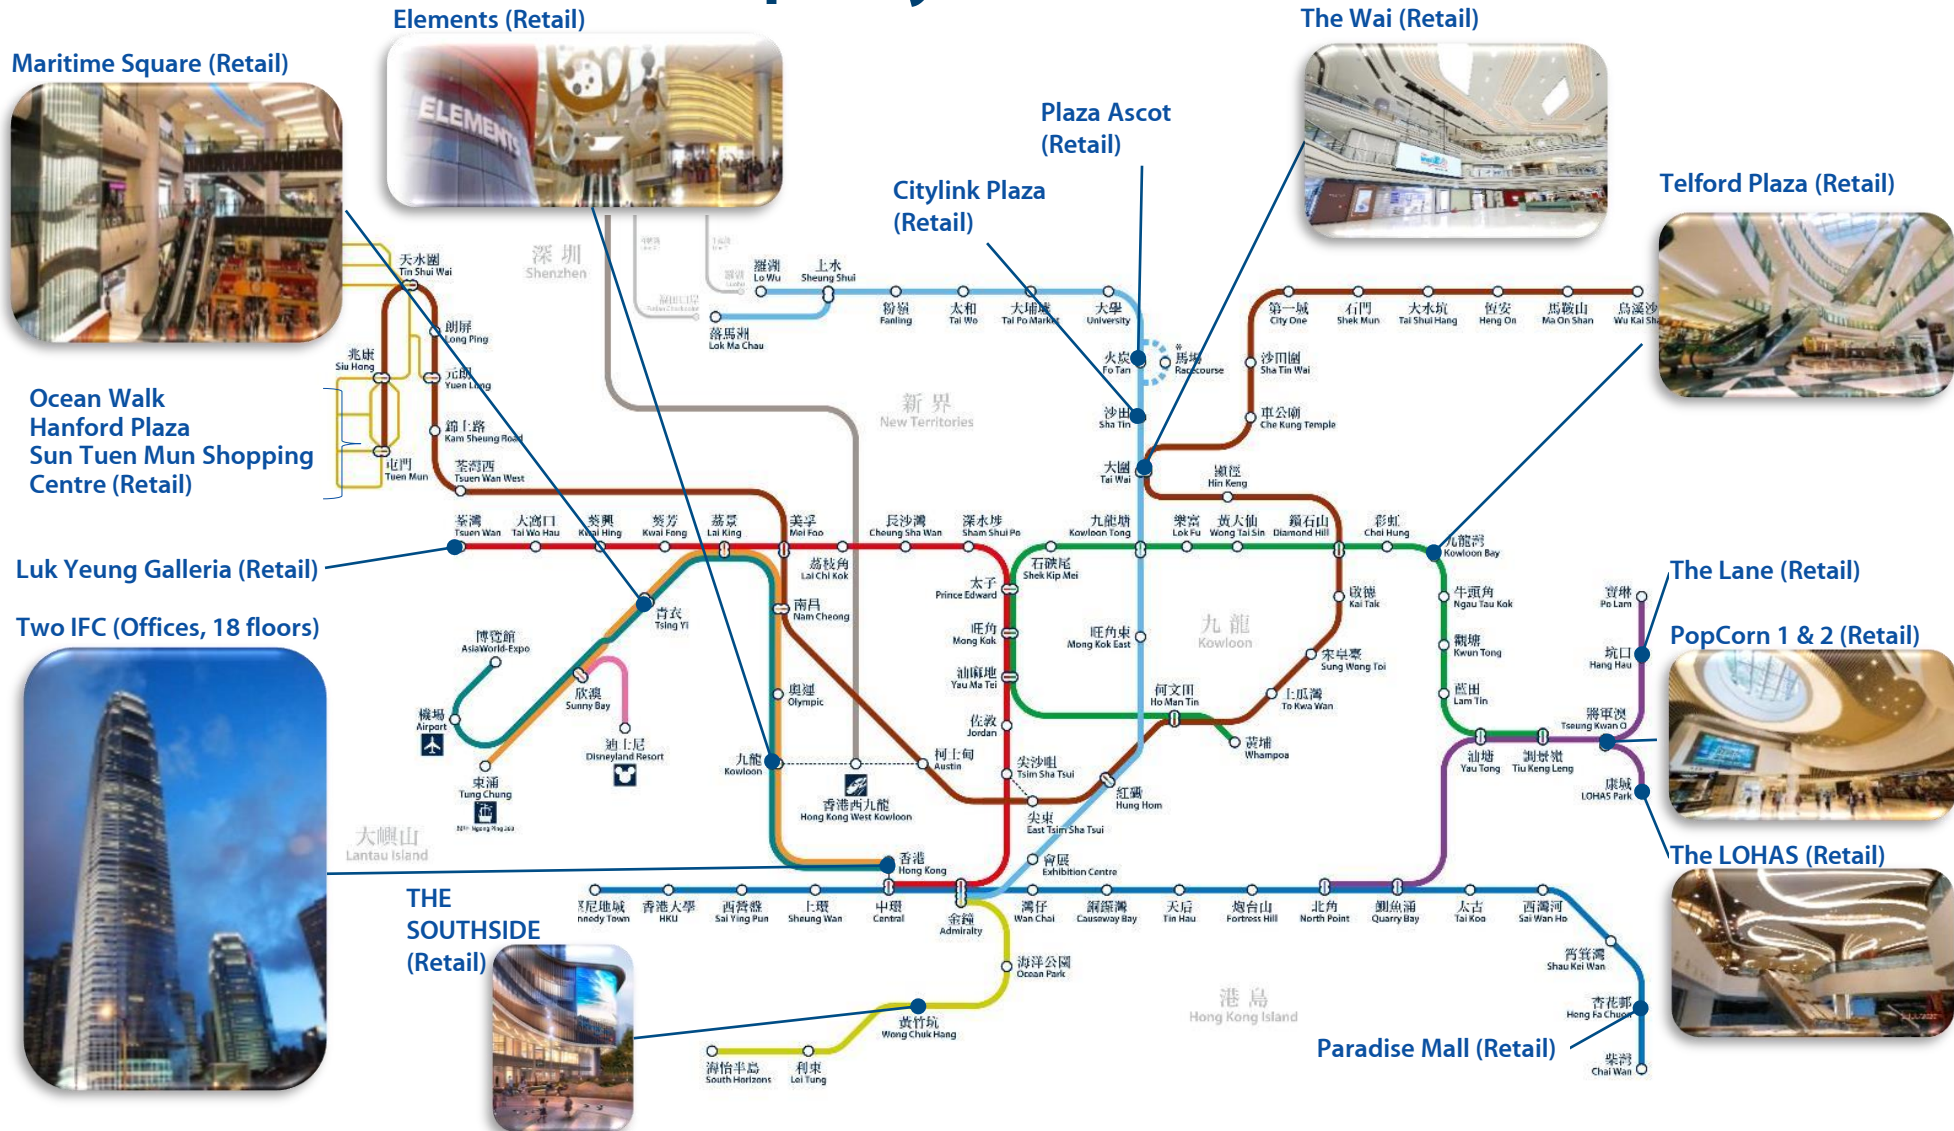 Elements (Retail)
The Wai (Retail)
Maritime Square (Retail)
ELEMENTS
Plaza Ascot
(Retail)
Citylink Plaza
(Retail)
Telford Plaza (Retail)
深圳
Shenzhen
天水圍
Tin Shui Wai
羅湖
Lo Wu
上水
Sheung Shui
粉嶺
Fanling
太和
Tai Wo
大埔墟
Tai Po Market
大學
University
落馬洲
Lok Ma Chau
第一城
City One
石門
Shek Mun
大水坑
Tai Shui Hang
恆安
Heng On
馬鞍山
Ma On Shan
烏溪沙
Wu Kai Sha
朗屏
Long Ping
兆康
Siu Hong
元朗
Yuen Long
火炭
Fo Tan
*
馬場
Racecourse
沙田圍
Sha Tin Wai
Ocean Walk
Hanford Plaza
Sun Tuen Mun Shopping
Centre (Retail)
新界
New Territories
沙田
Sha Tin
車公廟
Che Kung Temple
錦上路
Kam Sheung Road
屯門
Tuen Mun
荃灣西
Tsuen Wan West
大圍
Tai Wai
顯徑
Hin Keng
荃灣
Tsuen Wan
大窩口
Tai Wo Hau
葵興
Kwai Hing
葵芳
Kwai Fong
荔景
Lai King
美孚
Mei Foo
長沙灣
Cheung Sha Wan
深水埗
Sham Shui Po
九龍塘
Kowloon Tong
樂富
Lok Fu
黃大仙
Wong Tai Sin
鑽石山
Diamond Hill
彩虹
Choi Hung
九龍灣
Kowloon Bay
Luk Yeung Galleria (Retail)
荔枝角
Lai Chi Kok
石硤尾
Shek Kip Mei
The Lane (Retail)
太子
Prince Edward
啟德
Kai Tak
牛頭角
Ngau Tau Kok
寶琳
Po Lam
青衣
Tsing Yi
南昌
Nam Cheong
Two IFC (Offices, 18 floors)
九龍
Kowloon
旺角
Mong Kok
旺角東
Mong Kok East
PopCorn 1 & 2 (Retail)
博覽館
AsiaWorld-Expo
宋皇臺
Sung Wong Toi
觀塘
Kwun Tong
坑口
Hang Hau
油麻地
Yau Ma Tei
欣澳
Sunny Bay
奧運
Olympic
何文田
Ho Man Tin
土瓜灣
To Kwa Wan
藍田
Lam Tin
機場
Airport
佐敦
Jordan
將軍澳
Tseung Kwan O
迪士尼
Disneyland Resort
黃埔
Whampoa
油塘
Yau Tong
調景嶺
Tiu Keng Leng
九龍
Kowloon
柯士甸
Austin
尖沙咀
Tsim Sha Tsui
東涌
Tung Chung
康城
LOHAS Park
紅磡
Hung Hom
香港西九龍
Hong Kong West Kowloon
尖東
East Tsim Sha Tsui
大嶼山
Lantau Island
香港
Hong Kong
會展
Exhibition Centre
The LOHAS (Retail)
THE
SOUTHSIDE
(Retail)
堅尼地城
nnedy Town
香港大學
HKU
西營盤
Sai Ying Pun
上環
Sheung Wan
中環
Central
金鐘
Admiralty
灣仔
Wan Chai
銅鑼灣
Causeway Bay
天后
Tin Hau
炮台山
Fortress Hill
北角
North Point
鰂魚涌
Quarry Bay
太古
Tai Koo
西灣河
Sai Wan Ho
筲箕灣
Shau Kei Wan
海洋公園
Ocean Park
港島
Hong Kong Island
杏花邨
Heng Fa Chuen
黃竹坑
Wong Chuk Hang
Paradise Mall (Retail)
海怡半島
South Horizons
利東
Lei Tung
柴灣
Chai Wan